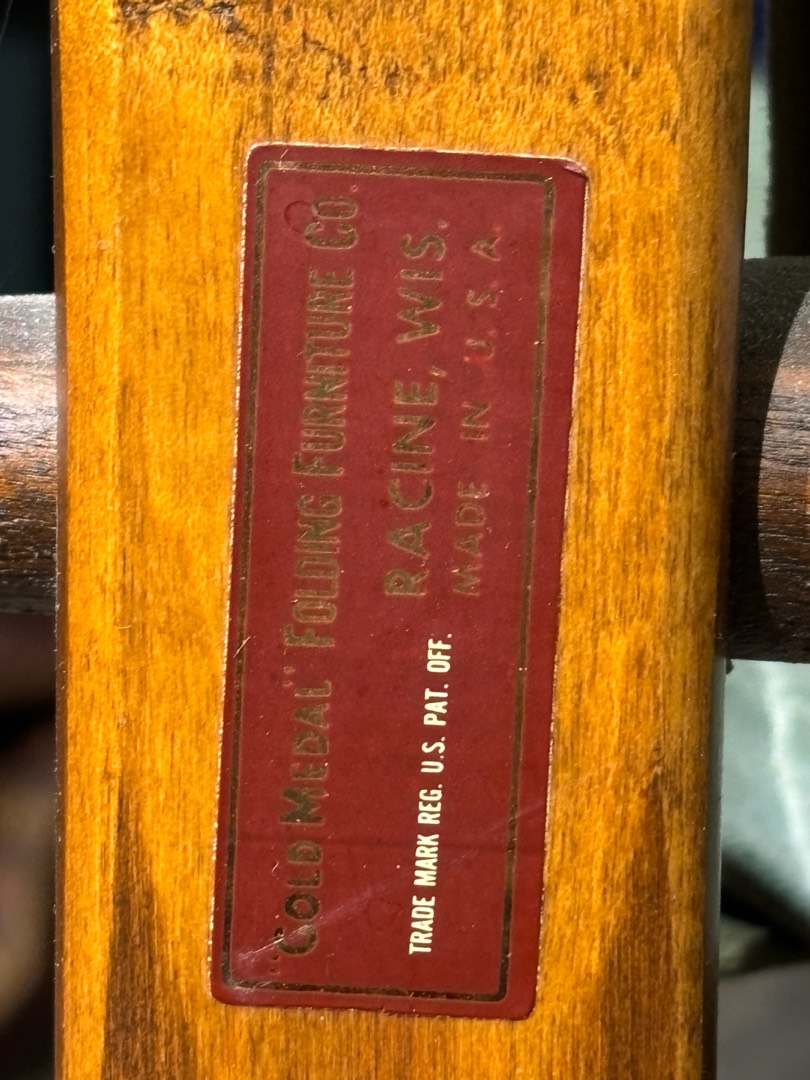 "GOLD MEDAL" FOLDING FURNITURE CO.
RACINE, WIS.
TRADE MARK REG. U.S. PAT. OFF.
MADE IN U.S.A.